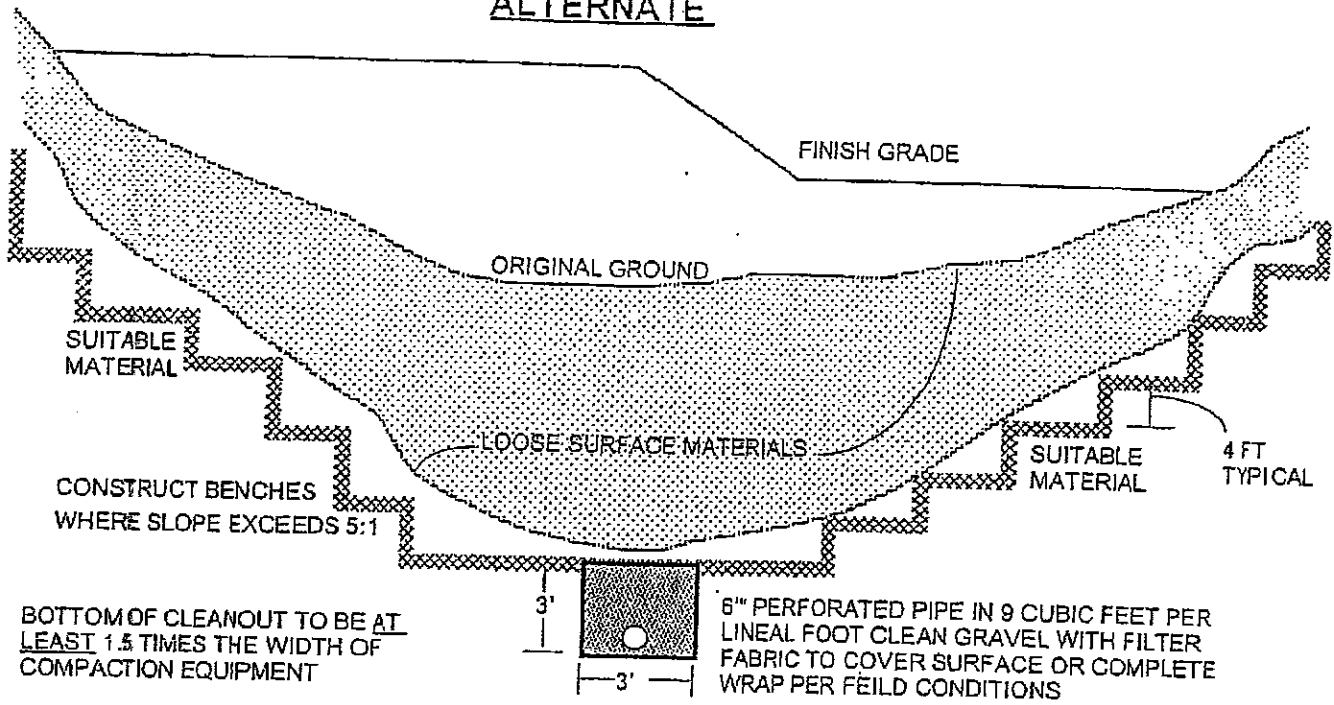 ALTERNATE
FINISH GRADE
ORIGINAL GROUND
SUITABLE
MATERIAL
LOOSE SURFACE MATERIALS
SUITABLE
MATERIAL
4 FT
TYPICAL
CONSTRUCT BENCHES
WHERE SLOPE EXCEEDS 5:1
BOTTOM OF CLEANOUT TO BE AT
LEAST 1.5 TIMES THE WIDTH OF
COMPACTION EQUIPMENT
3'
3'
6"' PERFORATED PIPE IN 9 CUBIC FEET PER
LINEAL FOOT CLEAN GRAVEL WITH FILTER
FABRIC TO COVER SURFACE OR COMPLETE
WRAP PER FEILD CONDITIONS